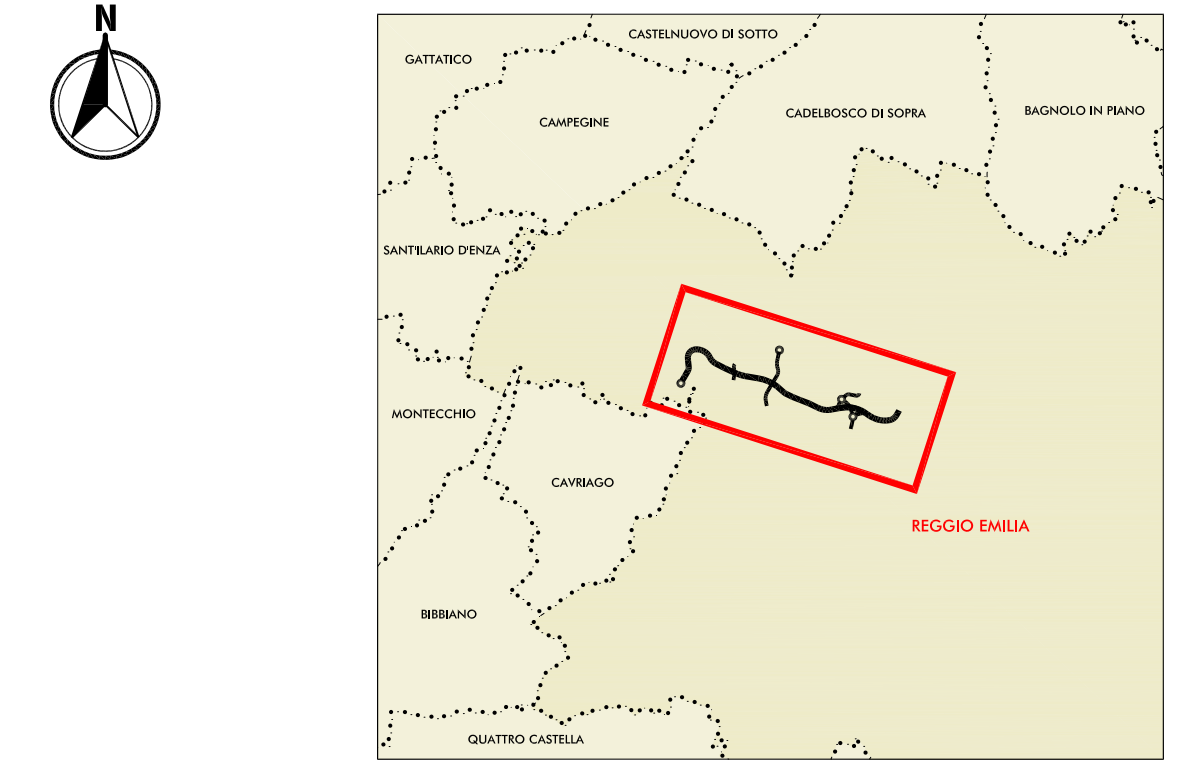 N
CASTELNUOVO DI SOTTO
GATTATICO
CAMPEGINE
CADELBOSCO DI SOPRA
BAGNOLO IN PIANO
SANT'ILARIO D'ENZA
MONTECCHIO
CAVRIAGO
REGGIO EMILIA
BIBBIANO
QUATTRO CASTELLA